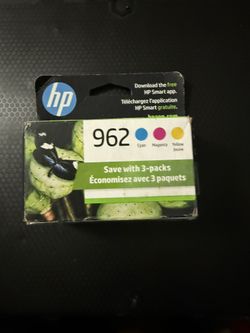 hp
Download the free
HP Smart app.
Téléchargez l'application
HP Smart gratuite.
962
Cyan
Magenta
Yellow
Jaune
Save with 3-packs
Économisez avec 3 paquets